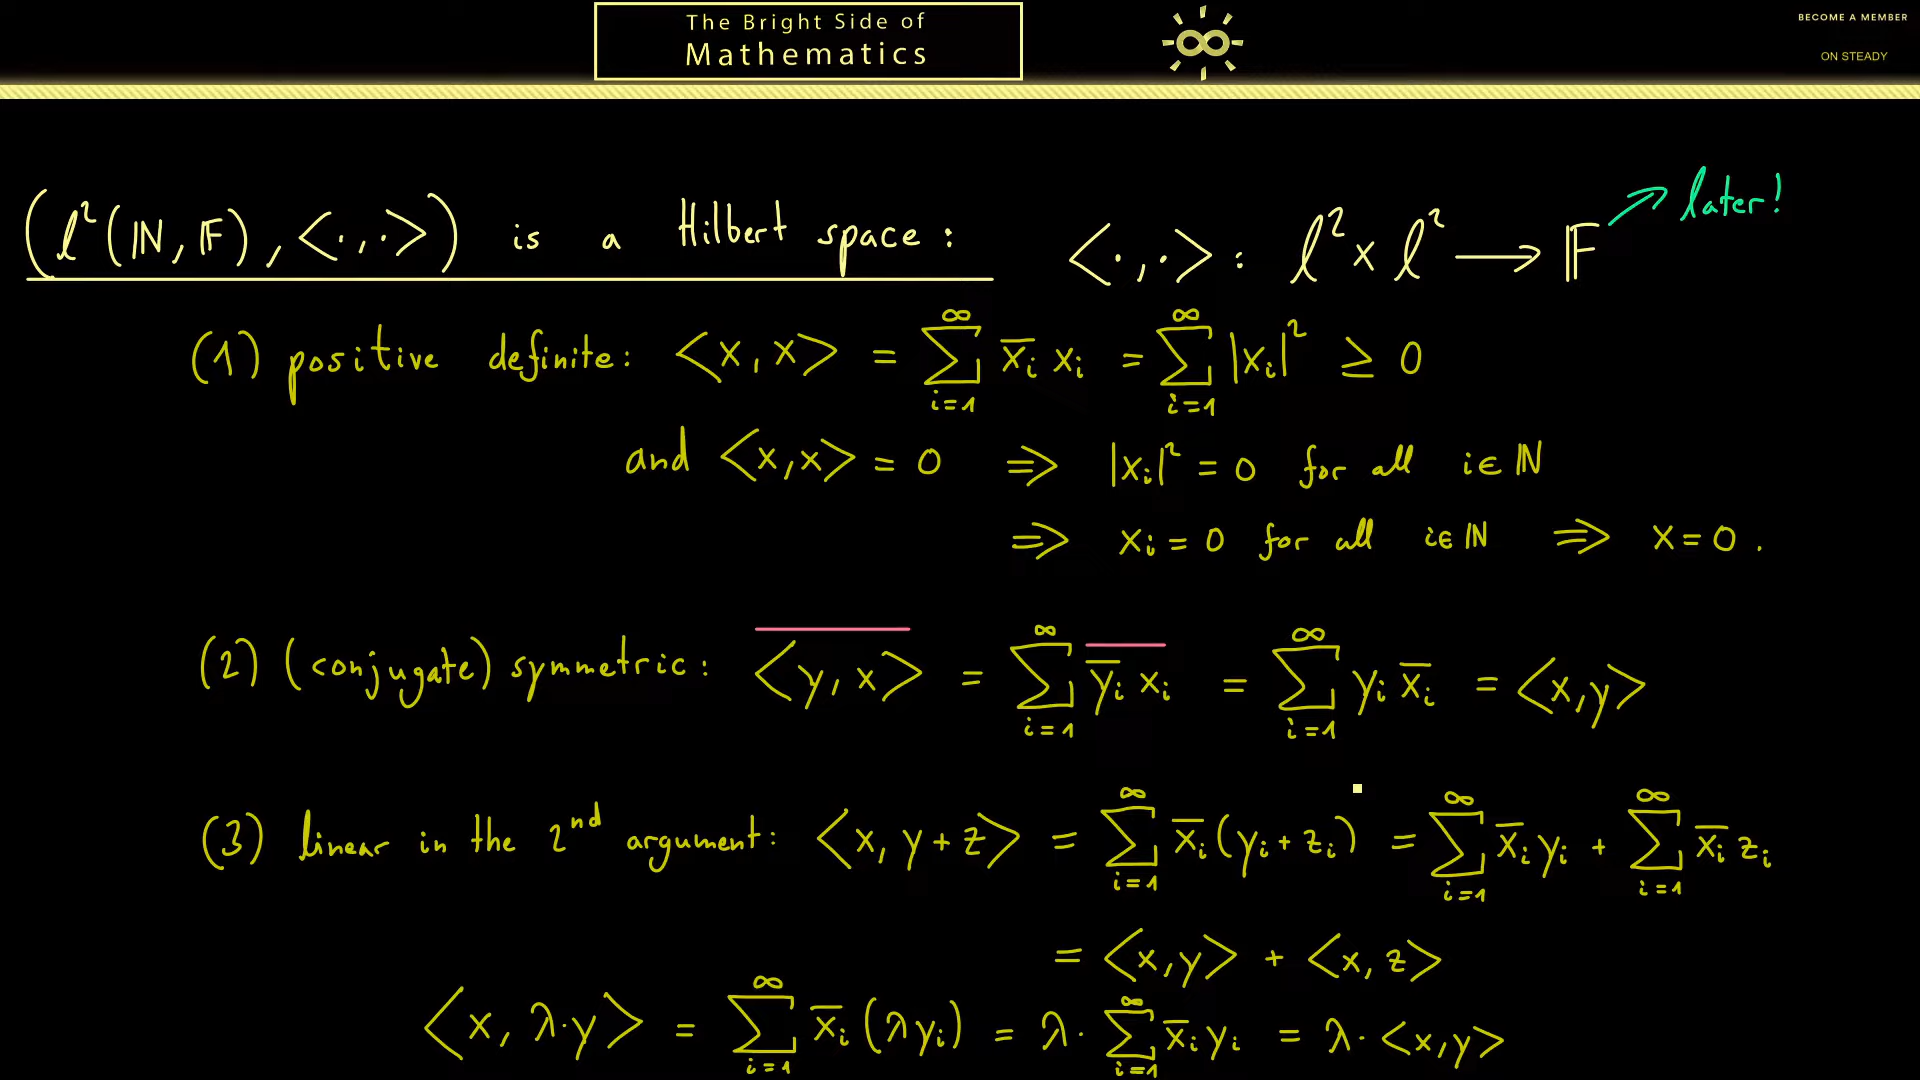 The Bright Side of
Mathematics
BECOME A MEMBER
ON STEADY
(ℓ²(ℕ, 𝔽), <·,·>) is a Hilbert space: <·,·>: ℓ² × ℓ² ⟶ 𝔽 later!
(1) positive definite: <x, x> = ∑_{i=1}^{∞} x̅ᵢ xᵢ = ∑_{i=1}^{∞} |xᵢ|² ≥ 0
and <x,x> = 0 ⇒ |xᵢ|² = 0 for all i ∈ ℕ
⇒ xᵢ = 0 for all i ∈ ℕ ⇒ x = 0 .
(2) (conjugate) symmetric: \overline{<y, x>} = ∑_{i=1}^{∞} \overline{y̅ᵢ xᵢ} = ∑_{i=1}^{∞} yᵢ x̅ᵢ = <x,y>
(3) linear in the 2ⁿᵈ argument: <x, y + z> = ∑_{i=1}^{∞} x̅ᵢ (yᵢ + zᵢ) = ∑_{i=1}^{∞} x̅ᵢ yᵢ + ∑_{i=1}^{∞} x̅ᵢ zᵢ
= <x,y> + <x, z>
<x, λ·y> = ∑_{i=1}^{∞} x̅ᵢ (λyᵢ) = λ · ∑_{i=1}^{∞} x̅ᵢ yᵢ = λ · <x,y>